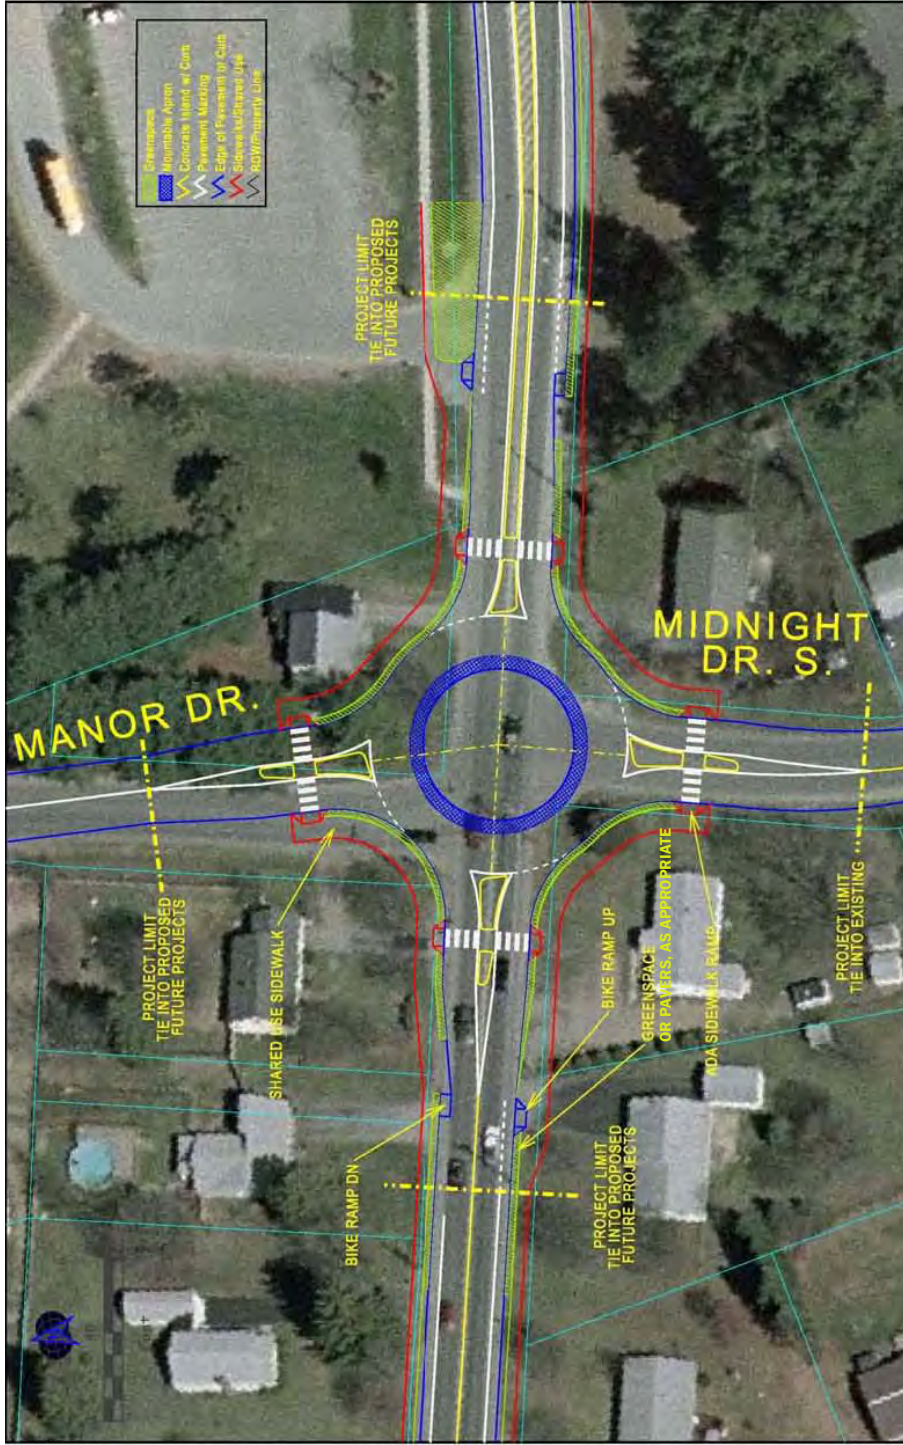 Greenspace
Mountable Apron
Concrete Island w/ Curb
Pavement Marking
Edge of Pavement or Curb
Sidewalk/Shared Use
ROW/Property Line
PROJECT LIMIT
TIE INTO PROPOSED
FUTURE PROJECTS
MANOR DR.
MIDNIGHT
DR. S.
PROJECT LIMIT
TIE INTO PROPOSED
FUTURE PROJECTS
SHARED USE SIDEWALK
BIKE RAMP DN
PROJECT LIMIT
TIE INTO PROPOSED
FUTURE PROJECTS
BIKE RAMP UP
GREENSPACE
OR PAVERS, AS APPROPRIATE
ADA SIDEWALK RAMP
PROJECT LIMIT
TIE INTO EXISTING